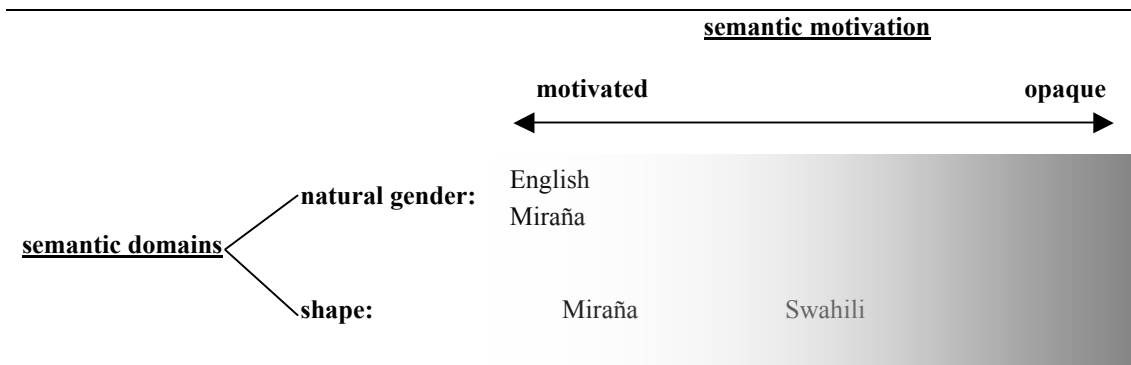 semantic motivation
motivated opaque
natural gender: English
Miraña
semantic domains
shape: Miraña Swahili